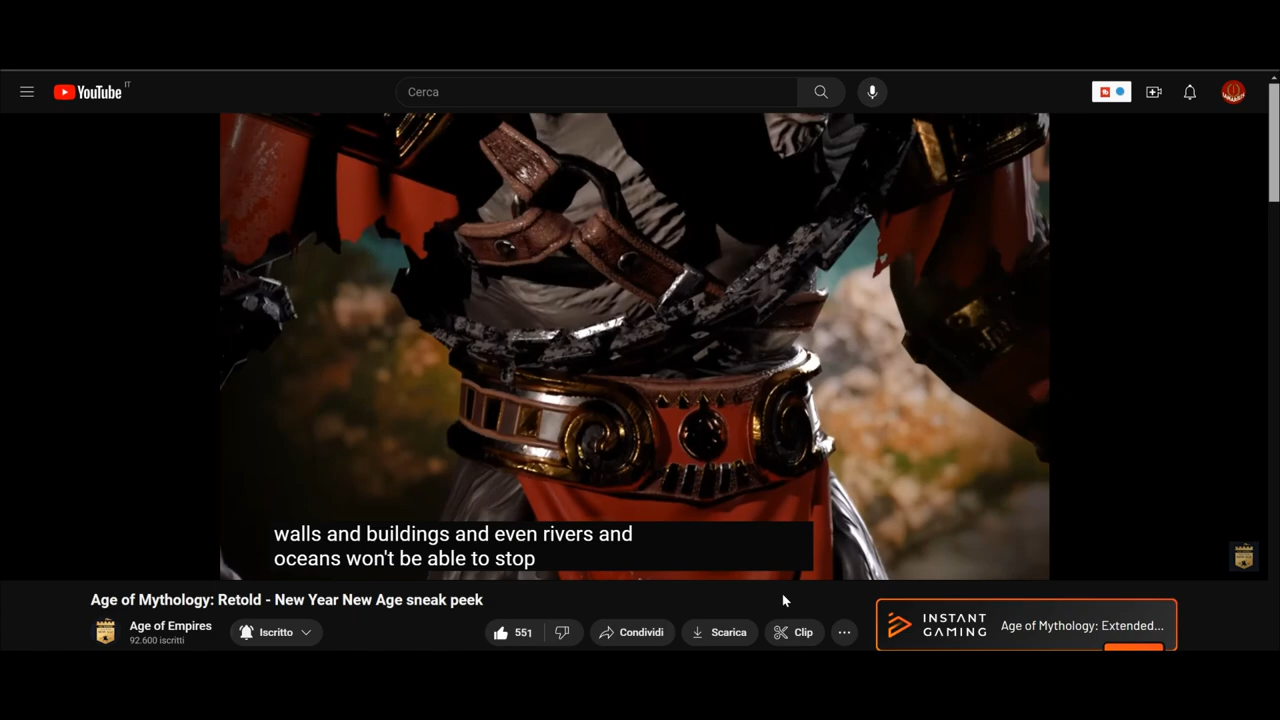 YouTube IT
Cerca
walls and buildings and even rivers and
oceans won't be able to stop
Age of Mythology: Retold - New Year New Age sneak peek
Age of Empires
92.600 iscritti
Iscritto
551
Condividi
Scarica
Clip
INSTANT
GAMING
Age of Mythology: Extended...